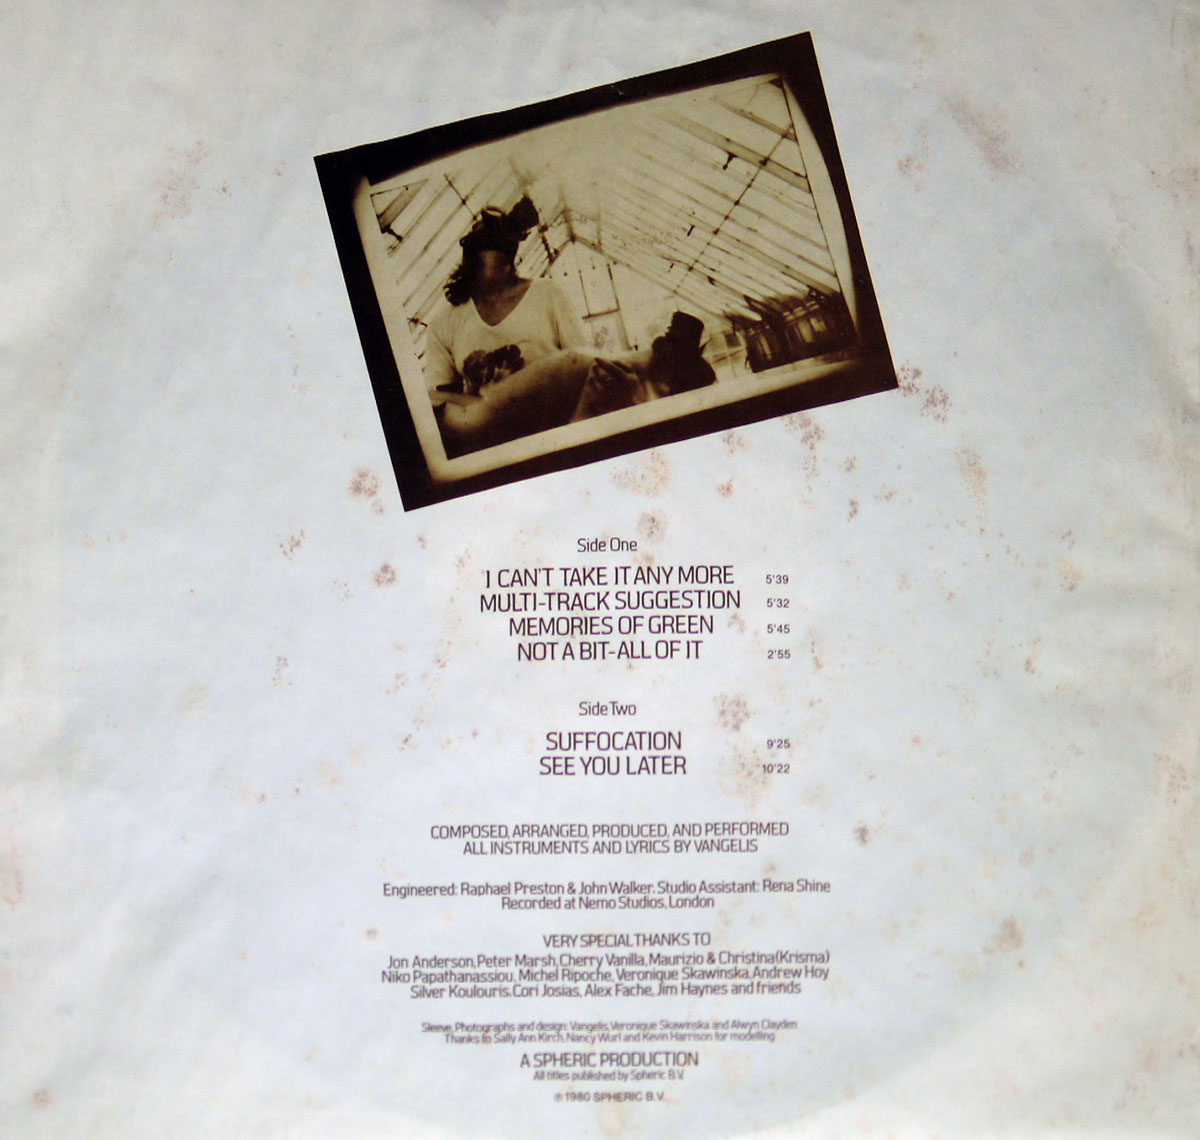 Side One
I CAN'T TAKE IT ANY MORE 5'39
MULTI-TRACK SUGGESTION 5'32
MEMORIES OF GREEN 5'45
NOT A BIT-ALL OF IT 2'55
Side Two
SUFFOCATION 9'25
SEE YOU LATER 10'22
COMPOSED, ARRANGED, PRODUCED, AND PERFORMED
ALL INSTRUMENTS AND LYRICS BY VANGELIS
Engineered: Raphael Preston & John Walker. Studio Assistant: Rena Shine
Recorded at Nemo Studios, London
VERY SPECIAL THANKS TO
Jon Anderson, Peter Marsh, Cherry Vanilla, Maurizio & Christina (Krisma)
Niko Papathanassiou, Michel Ripoche, Veronique Skawinska, Andrew Hoy
Silver Koulouris, Cori Josias, Alex Fache, Jim Haynes and friends
Sleeve, Photographs and design: Vangelis, Veronique Skawinska and Alwyn Clayden
Thanks to Sally Ann Kirch, Nancy Wurl and Kevin Harrison for modelling
A SPHERIC PRODUCTION
All titles published by Spheric B.V.
℗ 1980 SPHERIC B.V.